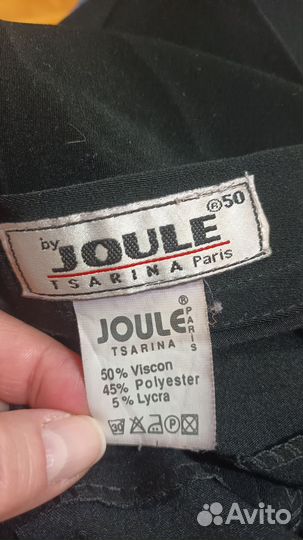 ® 50
by JOULE
TSARINA Paris
JOULE ® PARIS
TSARINA
50% Viscon
45% Polyester
5% Lycra
30 P
Avito